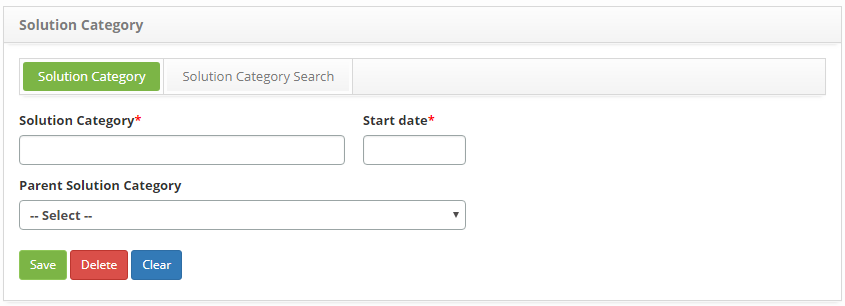 Solution Category
Solution Category Solution Category Search
Solution Category* Start date*
Parent Solution Category
-- Select --
Save Delete Clear